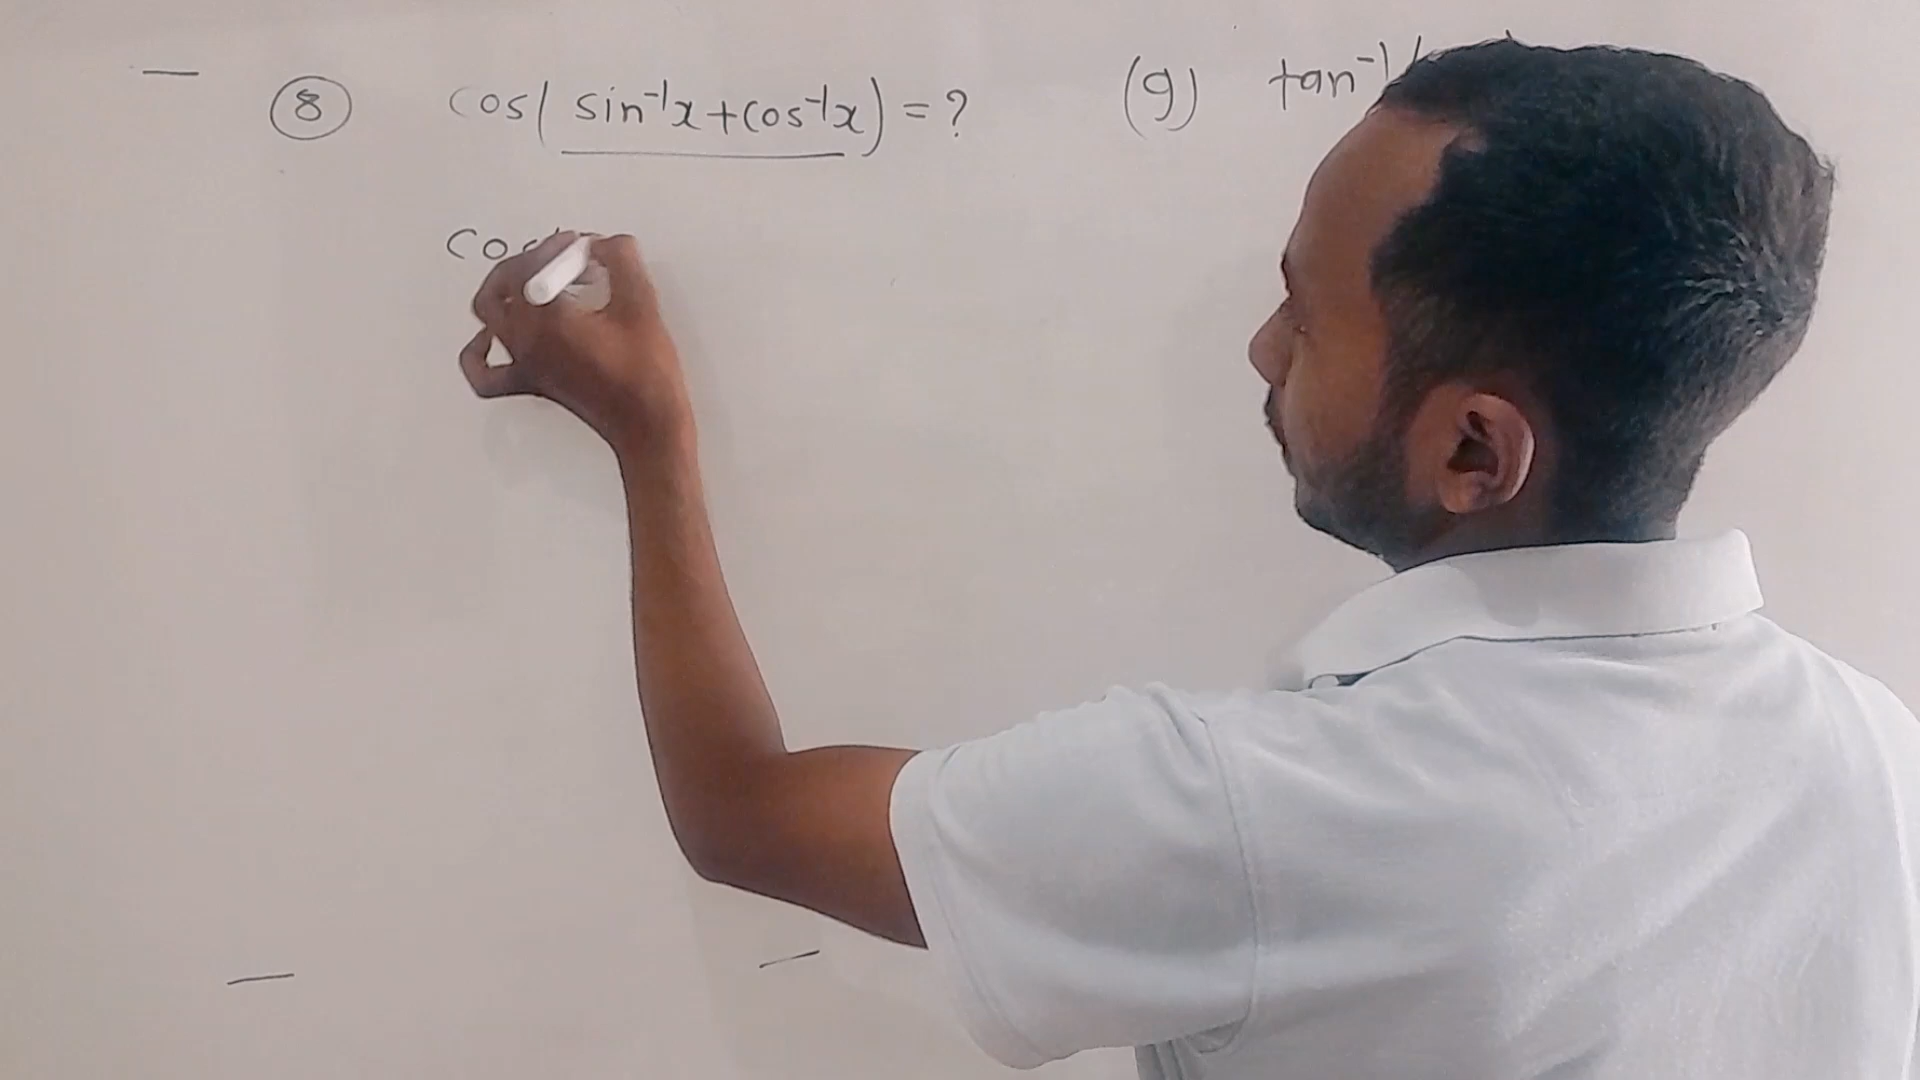 ⑧ cos(sin⁻¹x+cos⁻¹x) = ?
(9) tan⁻¹(
cos